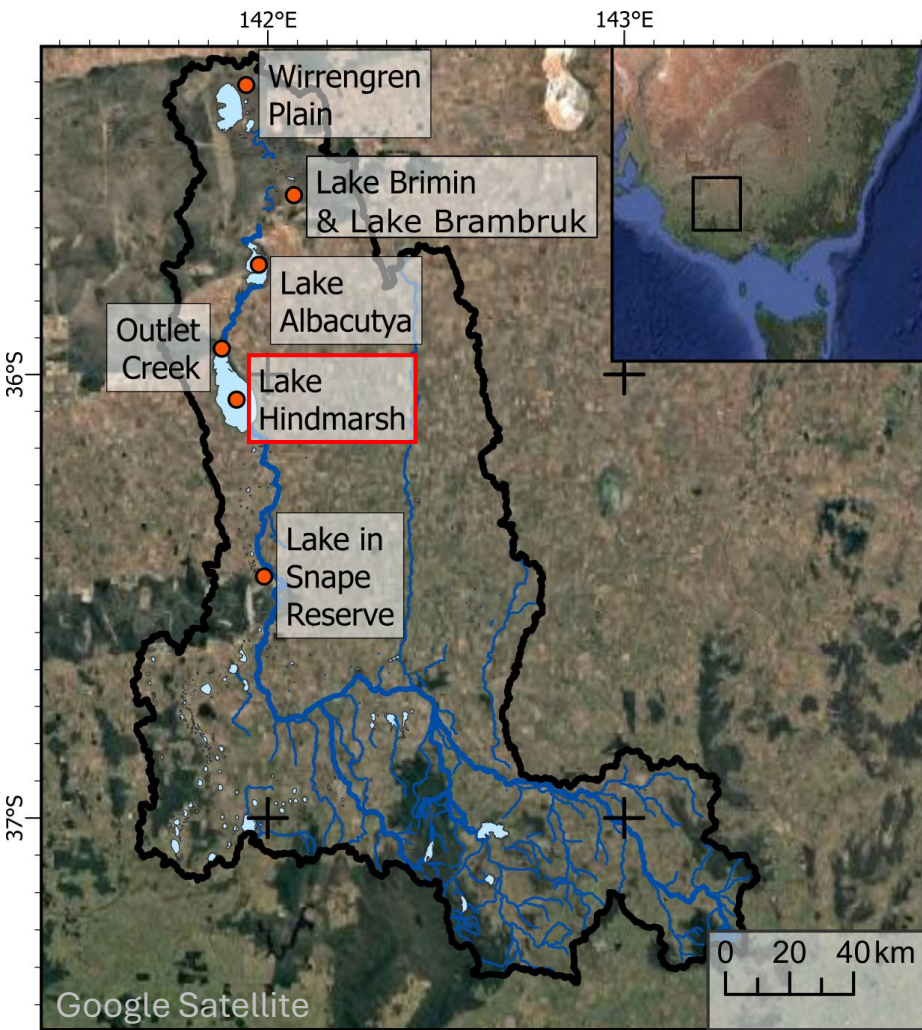 142°E
143°E
Wirrengren
Plain
Lake Brimin
& Lake Brambruk
Lake
Albacutya
Outlet
Creek
36°S
Lake
Hindmarsh
Lake in
Snape
Reserve
37°S
0 20 40 km
Google Satellite